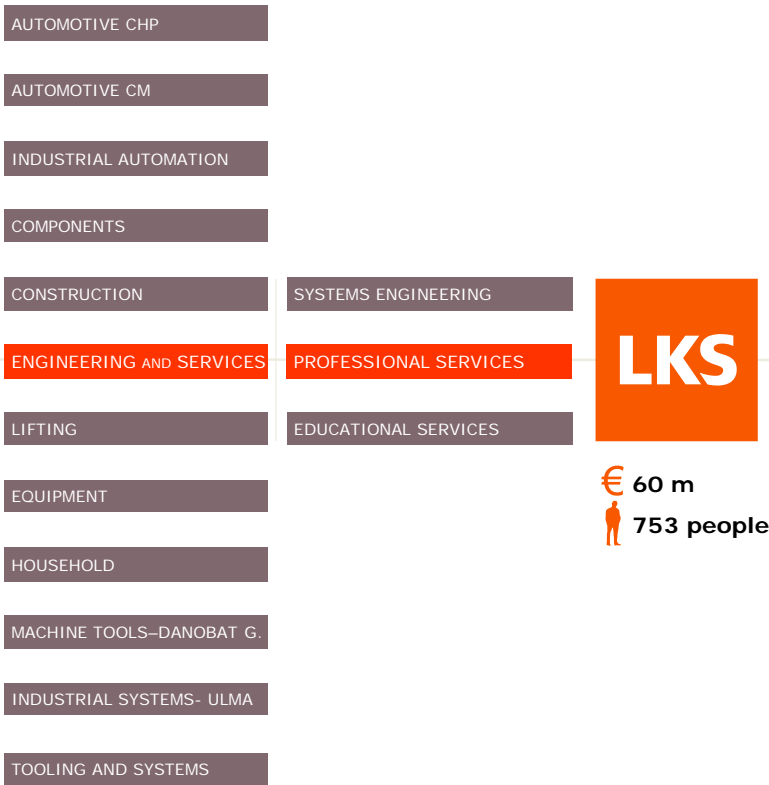 AUTOMOTIVE CHP
AUTOMOTIVE CM
INDUSTRIAL AUTOMATION
COMPONENTS
CONSTRUCTION
ENGINEERING AND SERVICES
LIFTING
EQUIPMENT
HOUSEHOLD
MACHINE TOOLS–DANOBAT G.
INDUSTRIAL SYSTEMS- ULMA
TOOLING AND SYSTEMS
SYSTEMS ENGINEERING
PROFESSIONAL SERVICES
EDUCATIONAL SERVICES
LKS
€ 60 m
753 people